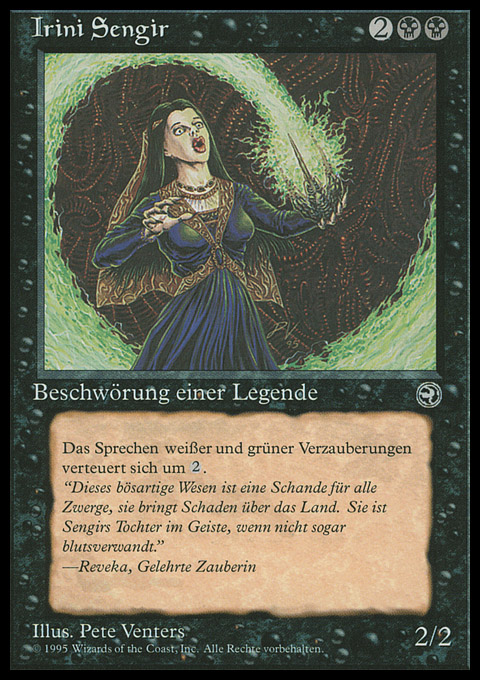 Irini Sengir 2
Beschwörung einer Legende
Das Sprechen weißer und grüner Verzauberungen
verteuert sich um 2.
“Dieses bösartige Wesen ist eine Schande für alle
Zwerge, sie bringt Schaden über das Land. Sie ist
Sengirs Tochter im Geiste, wenn nicht sogar
blutsverwandt.”
—Reveka, Gelehrte Zauberin
Illus. Pete Venters
2/2
© 1995 Wizards of the Coast, Inc. Alle Rechte vorbehalten.